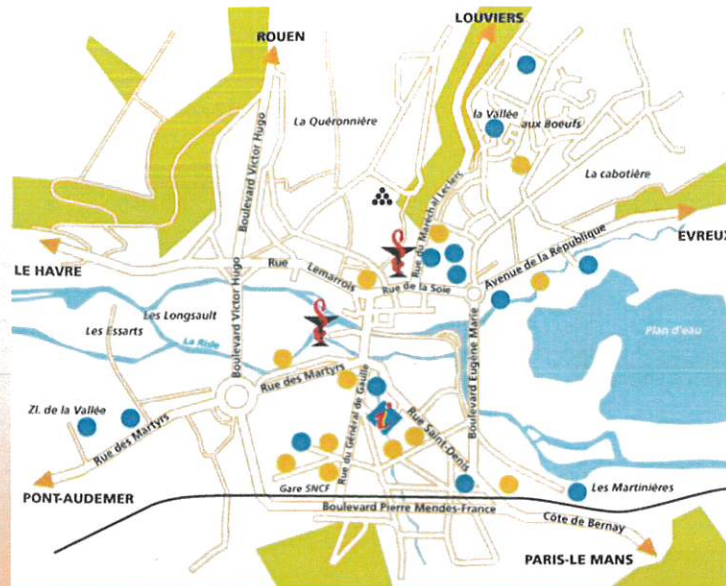 LOUVIERS
ROUEN
la Vallée
aux Boeufs
La Quéronnière
La cabotière
Boulevard Victor Hugo
Rue du Maréchal Leclerc
EVREUX
Avenue de la République
LE HAVRE
Rue
Lemarrois
Rue de la Soie
Les Longsault
Les Essarts
La Risle
Boulevard Victor Hugo
Plan d'eau
Boulevard Eugène Marie
Rue des Martyrs
ZI. de la Vallée
Rue des Martyrs
Rue du Général de Gaulle
i
Rue Saint-Denis
Gare SNCF
Les Martinières
PONT-AUDEMER
Boulevard Pierre Mendès-France
Côte de Bernay
PARIS-LE MANS